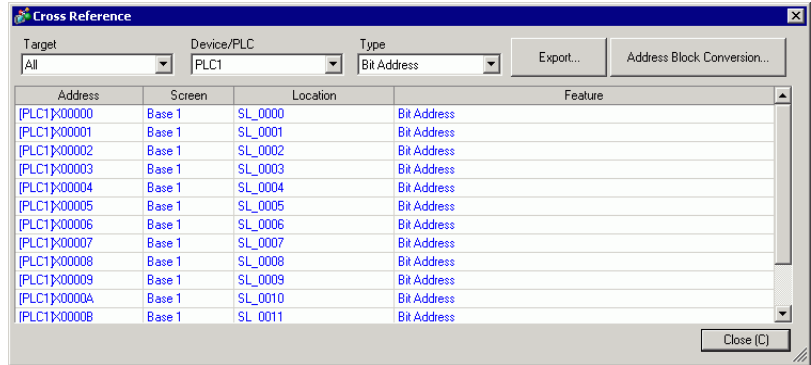 Cross Reference
Target Device/PLC Type
All PLC1 Bit Address Export... Address Block Conversion...
Address Screen Location Feature
[PLC1]X00000 Base 1 SL_0000 Bit Address
[PLC1]X00001 Base 1 SL_0001 Bit Address
[PLC1]X00002 Base 1 SL_0002 Bit Address
[PLC1]X00003 Base 1 SL_0003 Bit Address
[PLC1]X00004 Base 1 SL_0004 Bit Address
[PLC1]X00005 Base 1 SL_0005 Bit Address
[PLC1]X00006 Base 1 SL_0006 Bit Address
[PLC1]X00007 Base 1 SL_0007 Bit Address
[PLC1]X00008 Base 1 SL_0008 Bit Address
[PLC1]X00009 Base 1 SL_0009 Bit Address
[PLC1]X0000A Base 1 SL_0010 Bit Address
[PLC1]X0000B Base 1 SL_0011 Bit Address
Close (C)